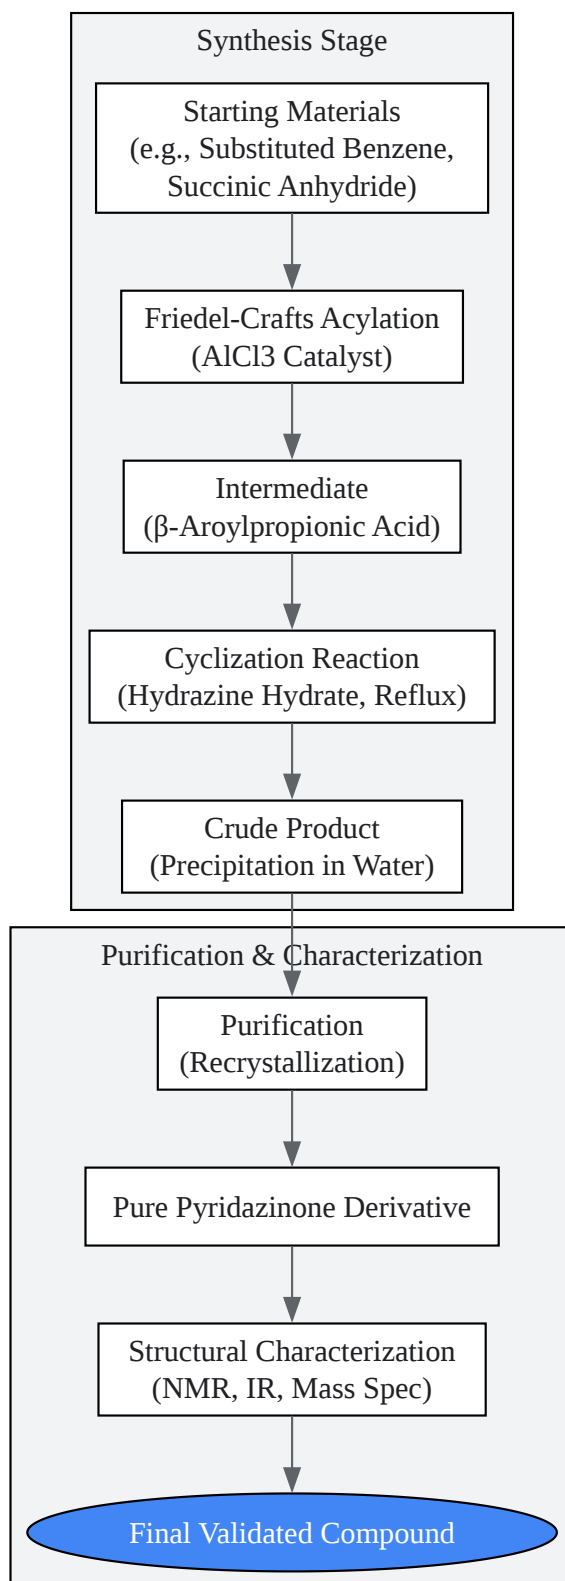 Synthesis Stage
Starting Materials
(e.g., Substituted Benzene,
Succinic Anhydride)
Friedel-Crafts Acylation
(AlCl3 Catalyst)
Intermediate
(β-Aroylpropionic Acid)
Cyclization Reaction
(Hydrazine Hydrate, Reflux)
Crude Product
(Precipitation in Water)
Purification & Characterization
Purification
(Recrystallization)
Pure Pyridazinone Derivative
Structural Characterization
(NMR, IR, Mass Spec)
Final Validated Compound